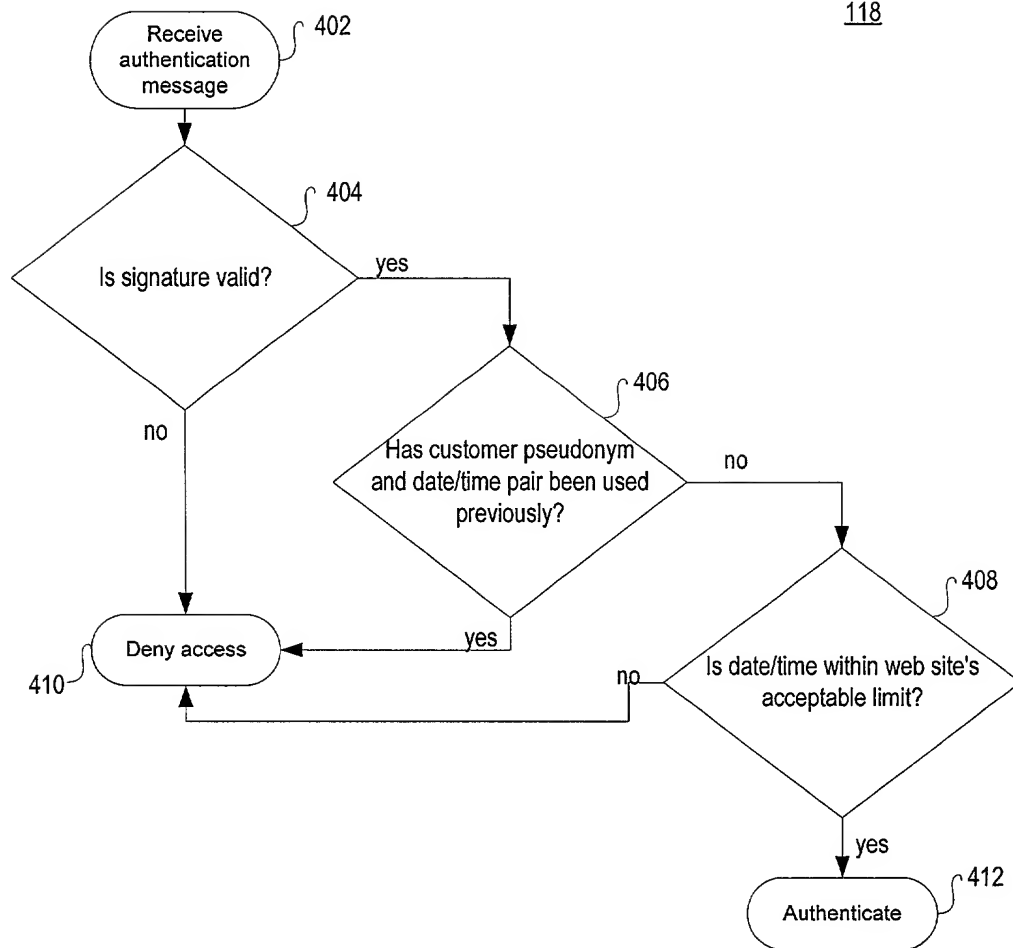 118
Receive
authentication
message
402
404
Is signature valid?
yes
no
406
Has customer pseudonym
and date/time pair been used
previously?
no
yes
408
Is date/time within web site's
acceptable limit?
no
yes
Deny access
410
412
Authenticate